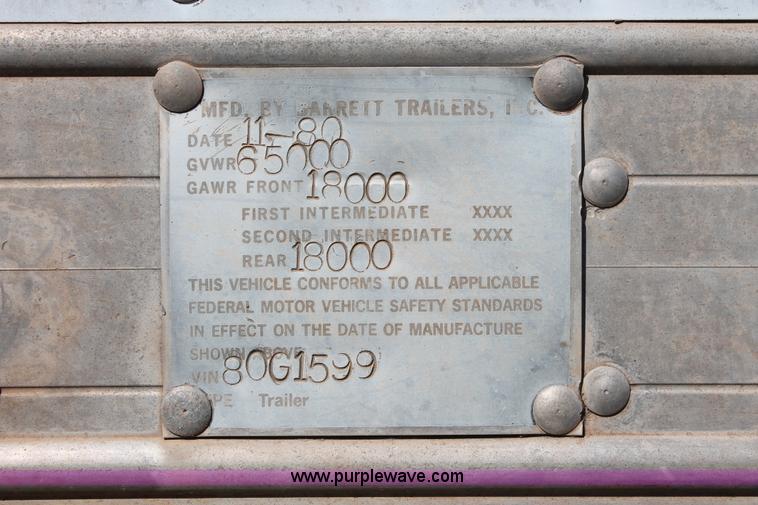 MFD. BY BARRETT TRAILERS, INC.
DATE 11-80
GVWR 65000
GAWR FRONT 18000
FIRST INTERMEDIATE XXXX
SECOND INTERMEDIATE XXXX
REAR 18000
THIS VEHICLE CONFORMS TO ALL APPLICABLE
FEDERAL MOTOR VEHICLE SAFETY STANDARDS
IN EFFECT ON THE DATE OF MANUFACTURE
SHOWN ABOVE
VIN 80G1599
TYPE Trailer
www.purplewave.com